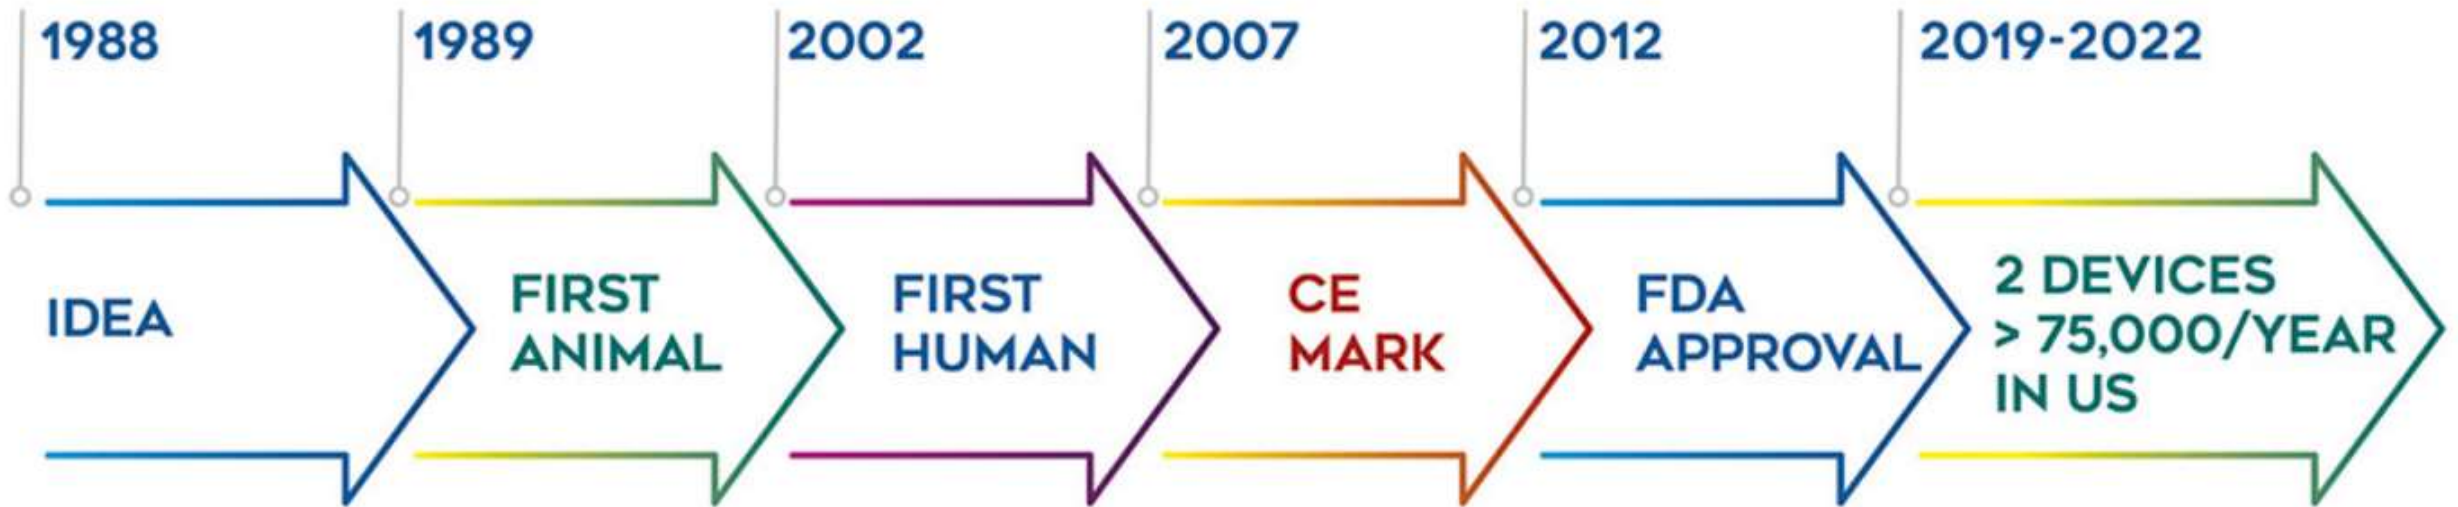 1988
1989
2002
2007
2012
2019-2022
IDEA
FIRST
ANIMAL
FIRST
HUMAN
CE
MARK
FDA
APPROVAL
2 DEVICES
> 75,000/YEAR
IN US